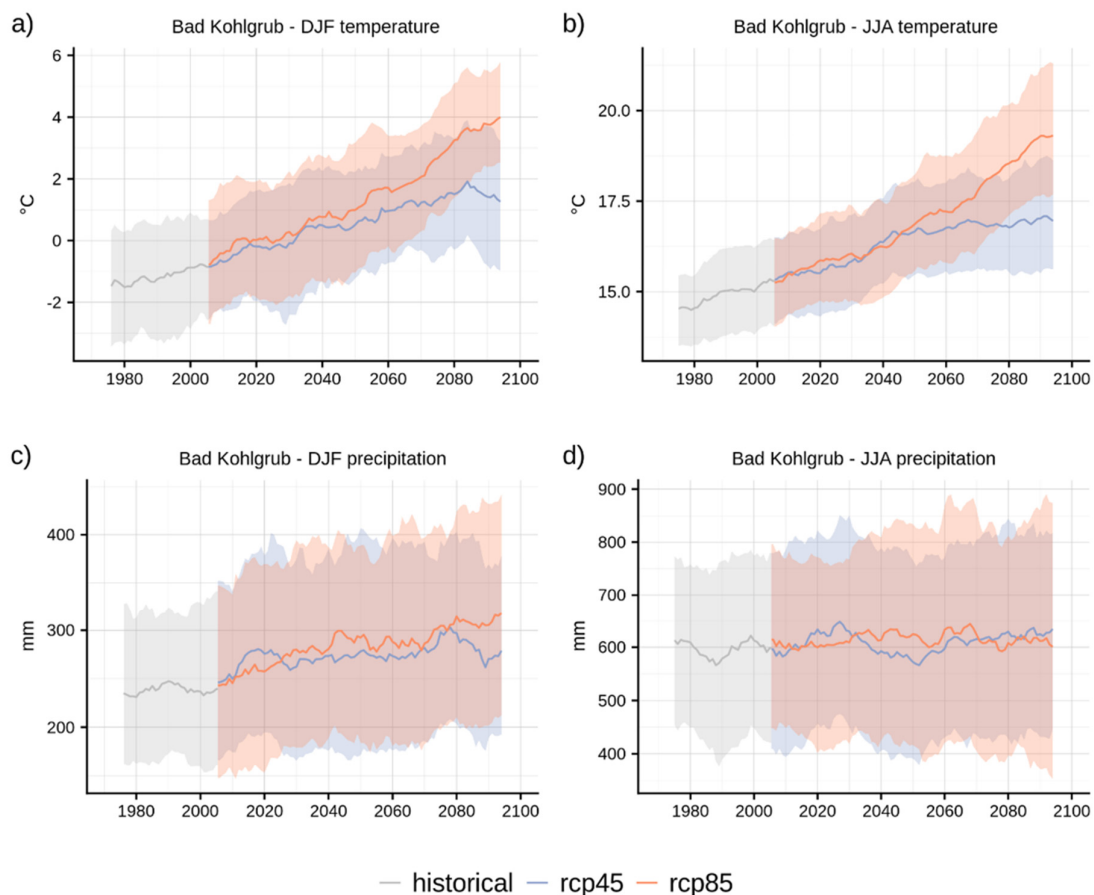 a)
Bad Kohlgrub - DJF temperature
6
4
2
0
-2
°C
1980 2000 2020 2040 2060 2080 2100
b)
Bad Kohlgrub - JJA temperature
20.0
17.5
15.0
°C
1980 2000 2020 2040 2060 2080 2100
c)
Bad Kohlgrub - DJF precipitation
400
300
200
mm
1980 2000 2020 2040 2060 2080 2100
d)
Bad Kohlgrub - JJA precipitation
900
800
700
600
500
400
mm
1980 2000 2020 2040 2060 2080 2100
historical rcp45 rcp85